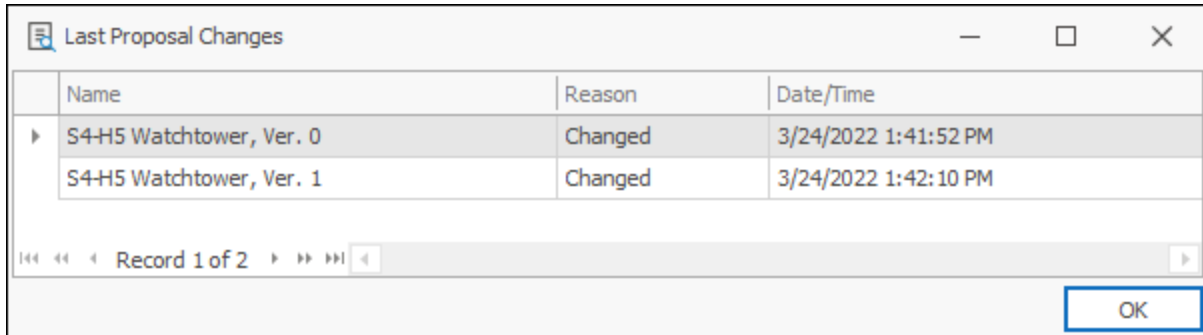 Last Proposal Changes
Name Reason Date/Time
S4-H5 Watchtower, Ver. 0 Changed 3/24/2022 1:41:52 PM
S4-H5 Watchtower, Ver. 1 Changed 3/24/2022 1:42:10 PM
Record 1 of 2
OK